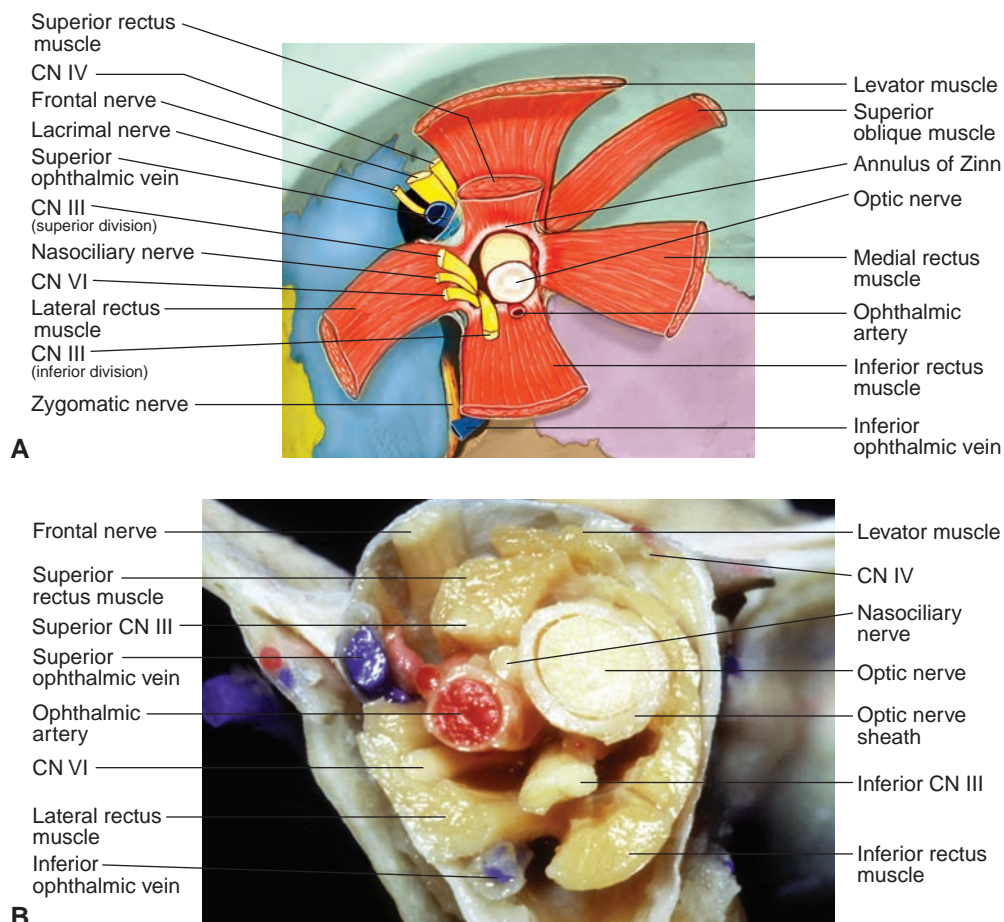 Superior rectus
muscle
CN IV
Frontal nerve
Lacrimal nerve
Superior
ophthalmic vein
CN III
(superior division)
Nasociliary nerve
CN VI
Lateral rectus
muscle
CN III
(inferior division)
Zygomatic nerve
Levator muscle
Superior
oblique muscle
Annulus of Zinn
Optic nerve
Medial rectus
muscle
Ophthalmic
artery
Inferior rectus
muscle
Inferior
ophthalmic vein
A
Frontal nerve
Superior
rectus muscle
Superior CN III
Superior
ophthalmic vein
Ophthalmic
artery
CN VI
Lateral rectus
muscle
Inferior
ophthalmic vein
Levator muscle
CN IV
Nasociliary
nerve
Optic nerve
Optic nerve
sheath
Inferior CN III
Inferior rectus
muscle
B